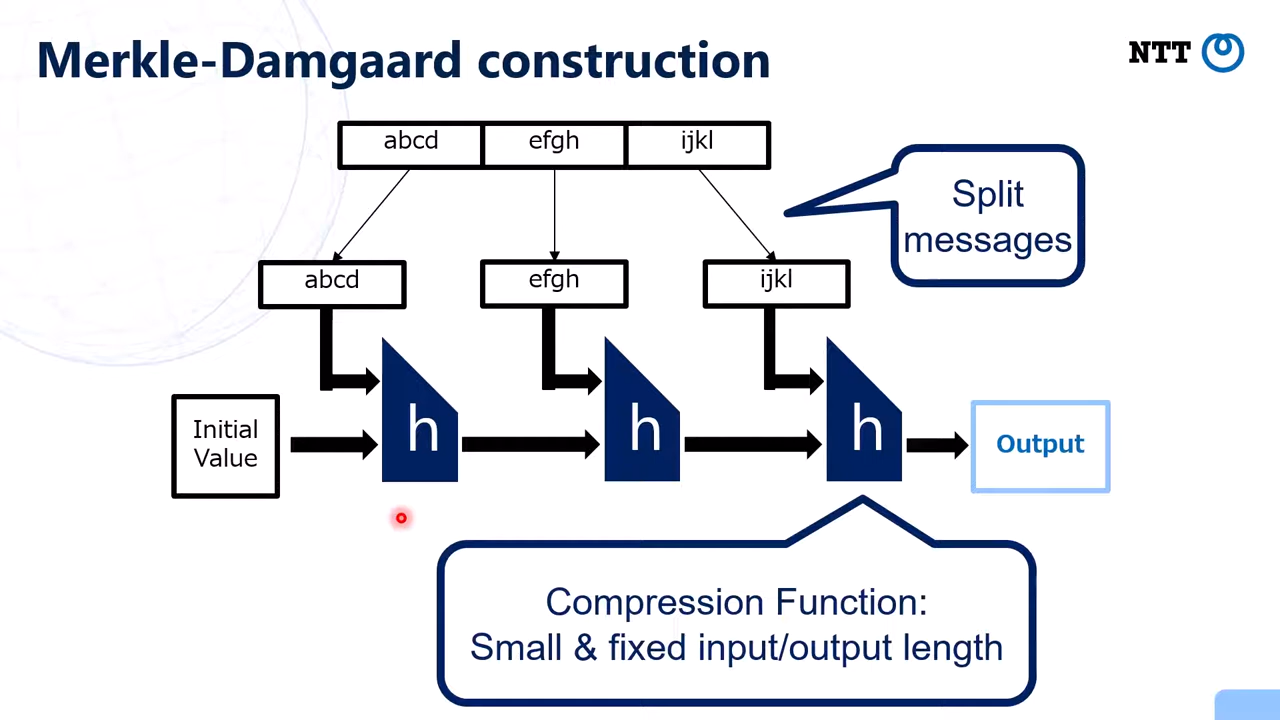 Merkle-Damgaard construction
NTT
abcd
efgh
ijkl
Split
messages
abcd
efgh
ijkl
Initial
Value
h
h
h
Output
Compression Function:
Small & fixed input/output length